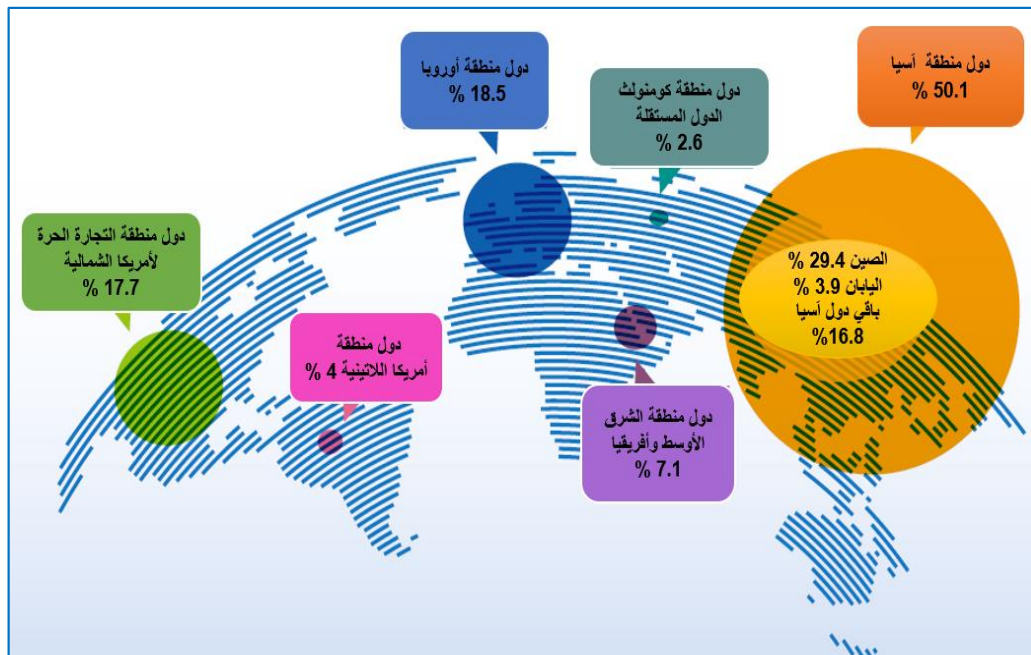 دول منطقة آسيا
% 50.1
دول منطقة أوروبا
% 18.5
دول منطقة كومنولث
الدول المستقلة
% 2.6
دول منطقة التجارة الحرة
لأمريكا الشمالية
% 17.7
الصين 29.4 %
اليابان 3.9 %
باقي دول آسيا
%16.8
دول منطقة
أمريكا اللاتينية 4 %
دول منطقة الشرق
الأوسط وأفريقيا
% 7.1